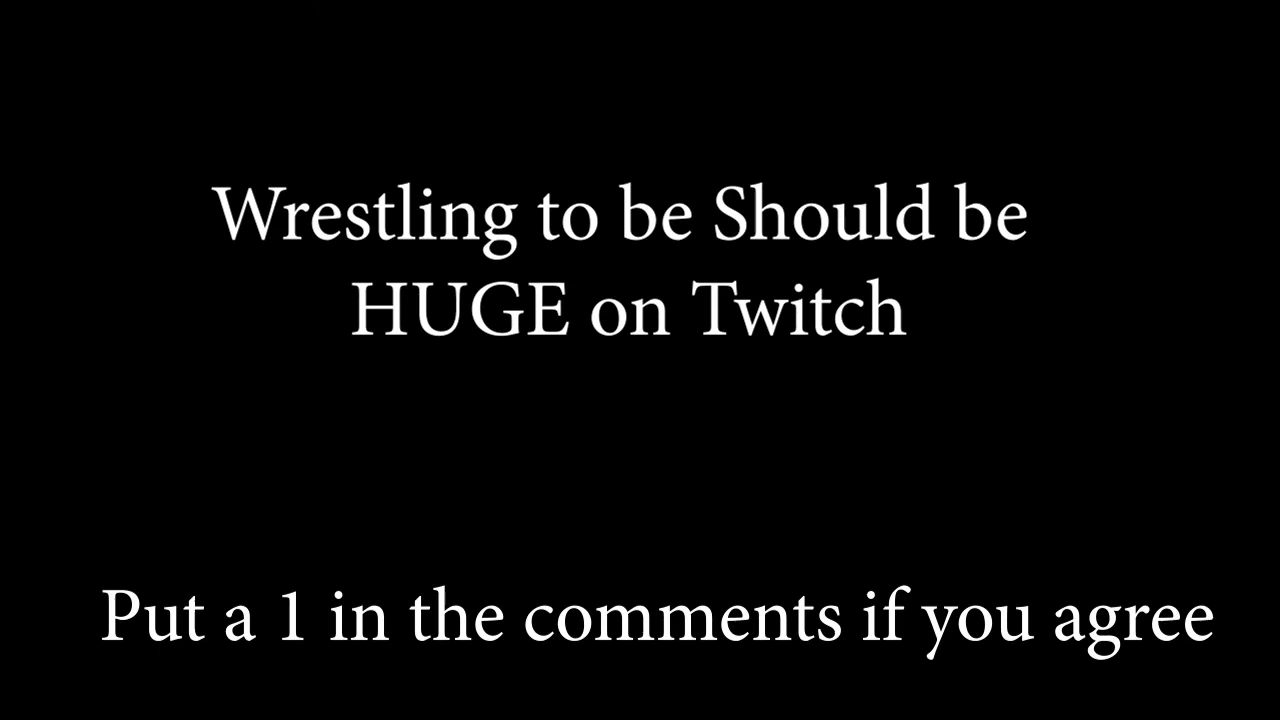 Wrestling to be Should be
HUGE on Twitch
Put a 1 in the comments if you agree